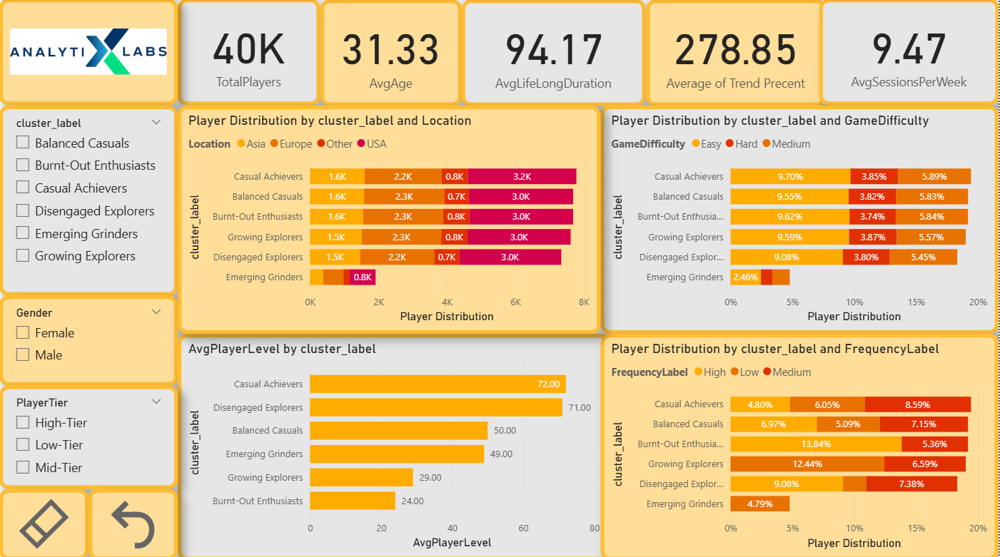 ANALYTIXLABS
40K
TotalPlayers
31.33
AvgAge
94.17
AvgLifeLongDuration
278.85
Average of Trend Precent
9.47
AvgSessionsPerWeek
cluster_label
Balanced Casuals
Burnt-Out Enthusiasts
Casual Achievers
Disengaged Explorers
Emerging Grinders
Growing Explorers
Gender
Female
Male
PlayerTier
High-Tier
Low-Tier
Mid-Tier
Player Distribution by cluster_label and Location
Location Asia Europe Other USA
cluster_label
Casual Achievers 1.6K 2.2K 0.8K 3.2K
Balanced Casuals 1.6K 2.3K 0.7K 3.0K
Burnt-Out Enthusiasts 1.6K 2.3K 0.8K 3.0K
Growing Explorers 1.5K 2.3K 0.8K 3.0K
Disengaged Explorers 1.5K 2.2K 0.7K 3.0K
Emerging Grinders 0.8K
0K 2K 4K 6K 8K
Player Distribution
Player Distribution by cluster_label and GameDifficulty
GameDifficulty Easy Hard Medium
cluster_label
Casual Achievers 9.70% 3.85% 5.89%
Balanced Casuals 9.55% 3.82% 5.83%
Burnt-Out Enthusia... 9.62% 3.74% 5.84%
Growing Explorers 9.59% 3.87% 5.57%
Disengaged Explor... 9.08% 3.80% 5.45%
Emerging Grinders 2.46%
0% 5% 10% 15% 20%
Player Distribution
AvgPlayerLevel by cluster_label
cluster_label
Casual Achievers 72.00
Disengaged Explorers 71.00
Balanced Casuals 50.00
Emerging Grinders 49.00
Growing Explorers 29.00
Burnt-Out Enthusiasts 24.00
0 20 40 60 80
AvgPlayerLevel
Player Distribution by cluster_label and FrequencyLabel
FrequencyLabel High Low Medium
cluster_label
Casual Achievers 4.80% 6.05% 8.59%
Balanced Casuals 6.97% 5.09% 7.15%
Burnt-Out Enthusia... 13.84% 5.36%
Growing Explorers 12.44% 6.59%
Disengaged Explor... 9.08% 7.38%
Emerging Grinders 4.79%
0% 5% 10% 15% 20%
Player Distribution